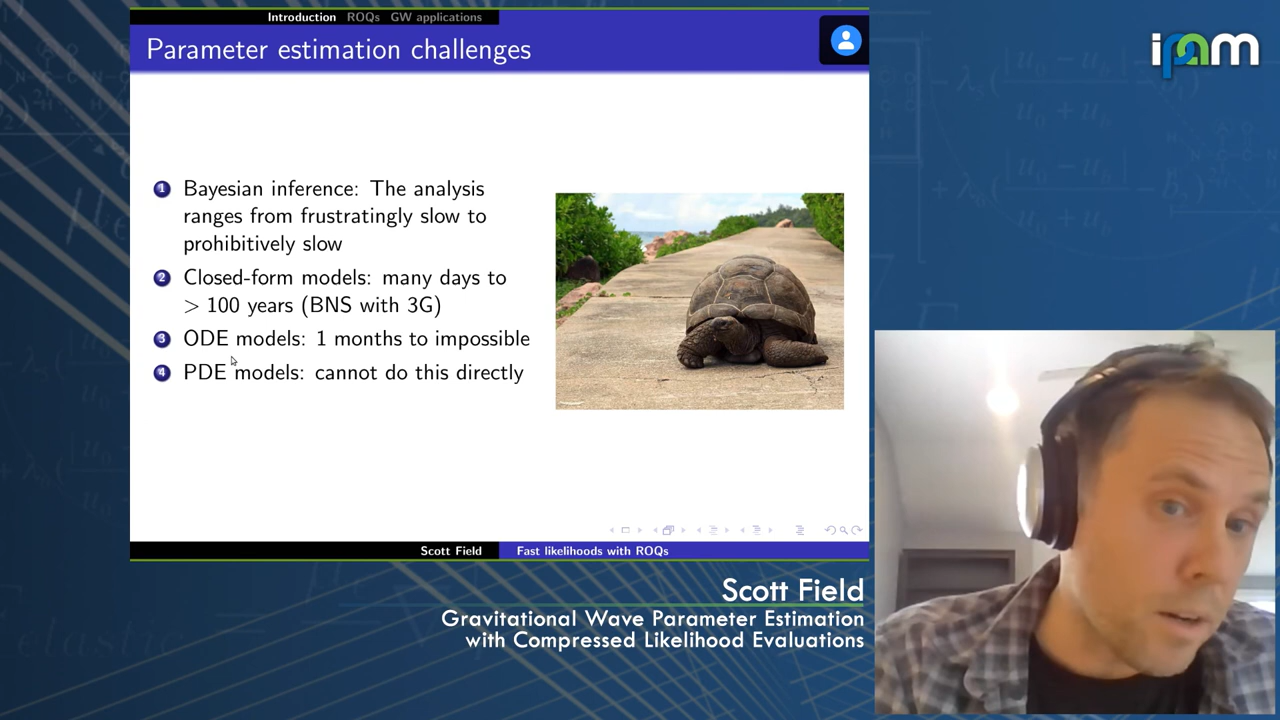 Introduction ROQs GW applications
Parameter estimation challenges
ipam
1 Bayesian inference: The analysis
ranges from frustratingly slow to
prohibitively slow
2 Closed-form models: many days to
> 100 years (BNS with 3G)
3 ODE models: 1 months to impossible
4 PDE models: cannot do this directly
Scott Field Fast likelihoods with ROQs
Scott Field
Gravitational Wave Parameter Estimation
with Compressed Likelihood Evaluations
elastic